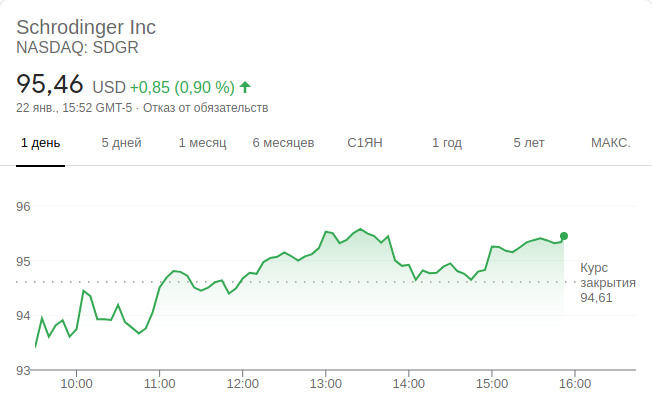 Schrodinger Inc
NASDAQ: SDGR
95,46 USD +0,85 (0,90 %)
22 янв., 15:52 GMT-5 · Отказ от обязательств
1 день 5 дней 1 месяц 6 месяцев С1ЯН 1 год 5 лет МАКС.
96
95
Курс
закрытия
94,61
94
93
10:00 11:00 12:00 13:00 14:00 15:00 16:00